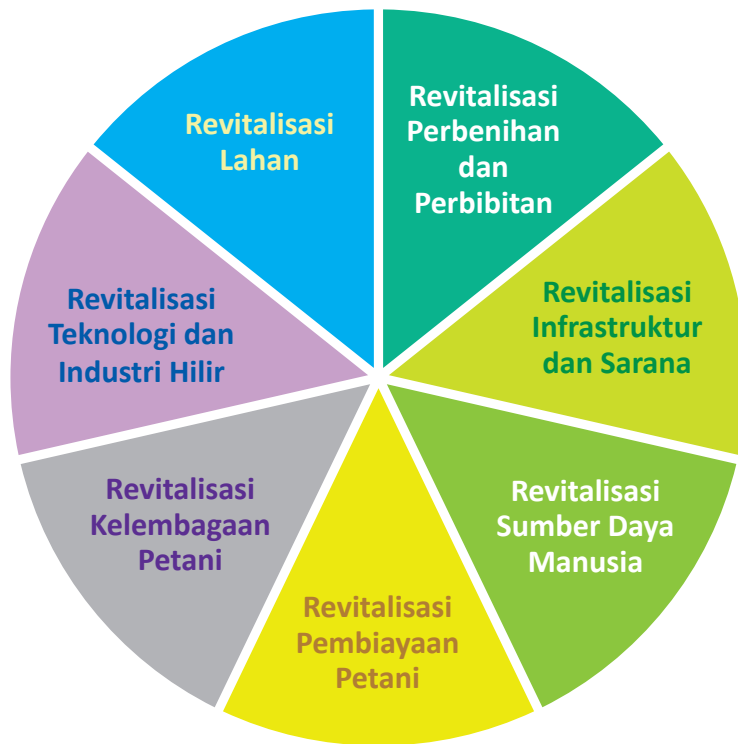 Revitalisasi
Lahan
Revitalisasi
Perbenihan
dan
Perbibitan
Revitalisasi
Infrastruktur
dan Sarana
Revitalisasi
Sumber Daya
Manusia
Revitalisasi
Pembiayaan
Petani
Revitalisasi
Kelembagaan
Petani
Revitalisasi
Teknologi dan
Industri Hilir